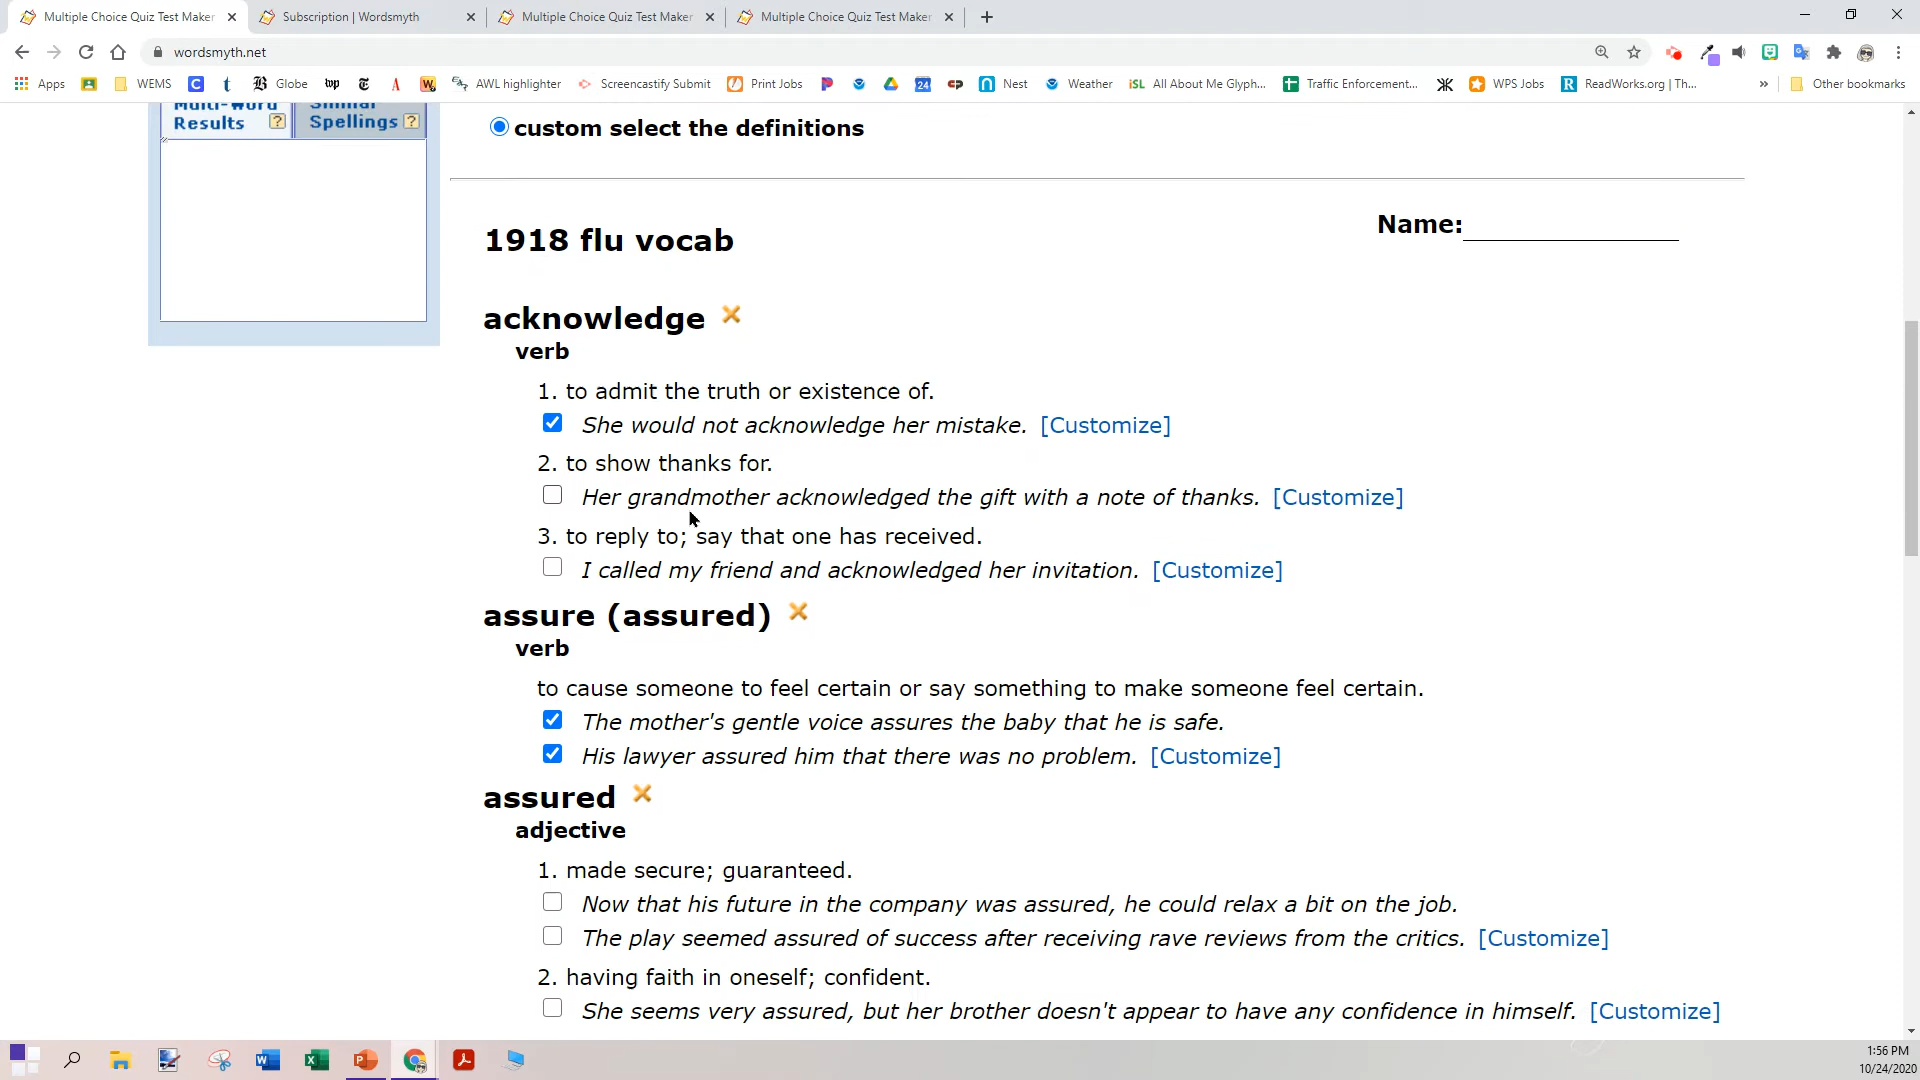 Multiple Choice Quiz Test Maker
Subscription | Wordsmyth
Multiple Choice Quiz Test Maker
Multiple Choice Quiz Test Maker
wordsmyth.net
Apps
WEMS
Globe
AWL highlighter
Screencastify Submit
Print Jobs
24
Nest
Weather
iSL All About Me Glyph...
Traffic Enforcement...
WPS Jobs
ReadWorks.org | Th...
»
Other bookmarks
Multi-Word Results ?
Similar Spellings ?
custom select the definitions
1918 flu vocab
Name:
acknowledge
verb
1. to admit the truth or existence of.
She would not acknowledge her mistake. [Customize]
2. to show thanks for.
Her grandmother acknowledged the gift with a note of thanks. [Customize]
3. to reply to; say that one has received.
I called my friend and acknowledged her invitation. [Customize]
assure (assured)
verb
to cause someone to feel certain or say something to make someone feel certain.
The mother's gentle voice assures the baby that he is safe.
His lawyer assured him that there was no problem. [Customize]
assured
adjective
1. made secure; guaranteed.
Now that his future in the company was assured, he could relax a bit on the job.
The play seemed assured of success after receiving rave reviews from the critics. [Customize]
2. having faith in oneself; confident.
She seems very assured, but her brother doesn't appear to have any confidence in himself. [Customize]
1:56 PM
10/24/2020